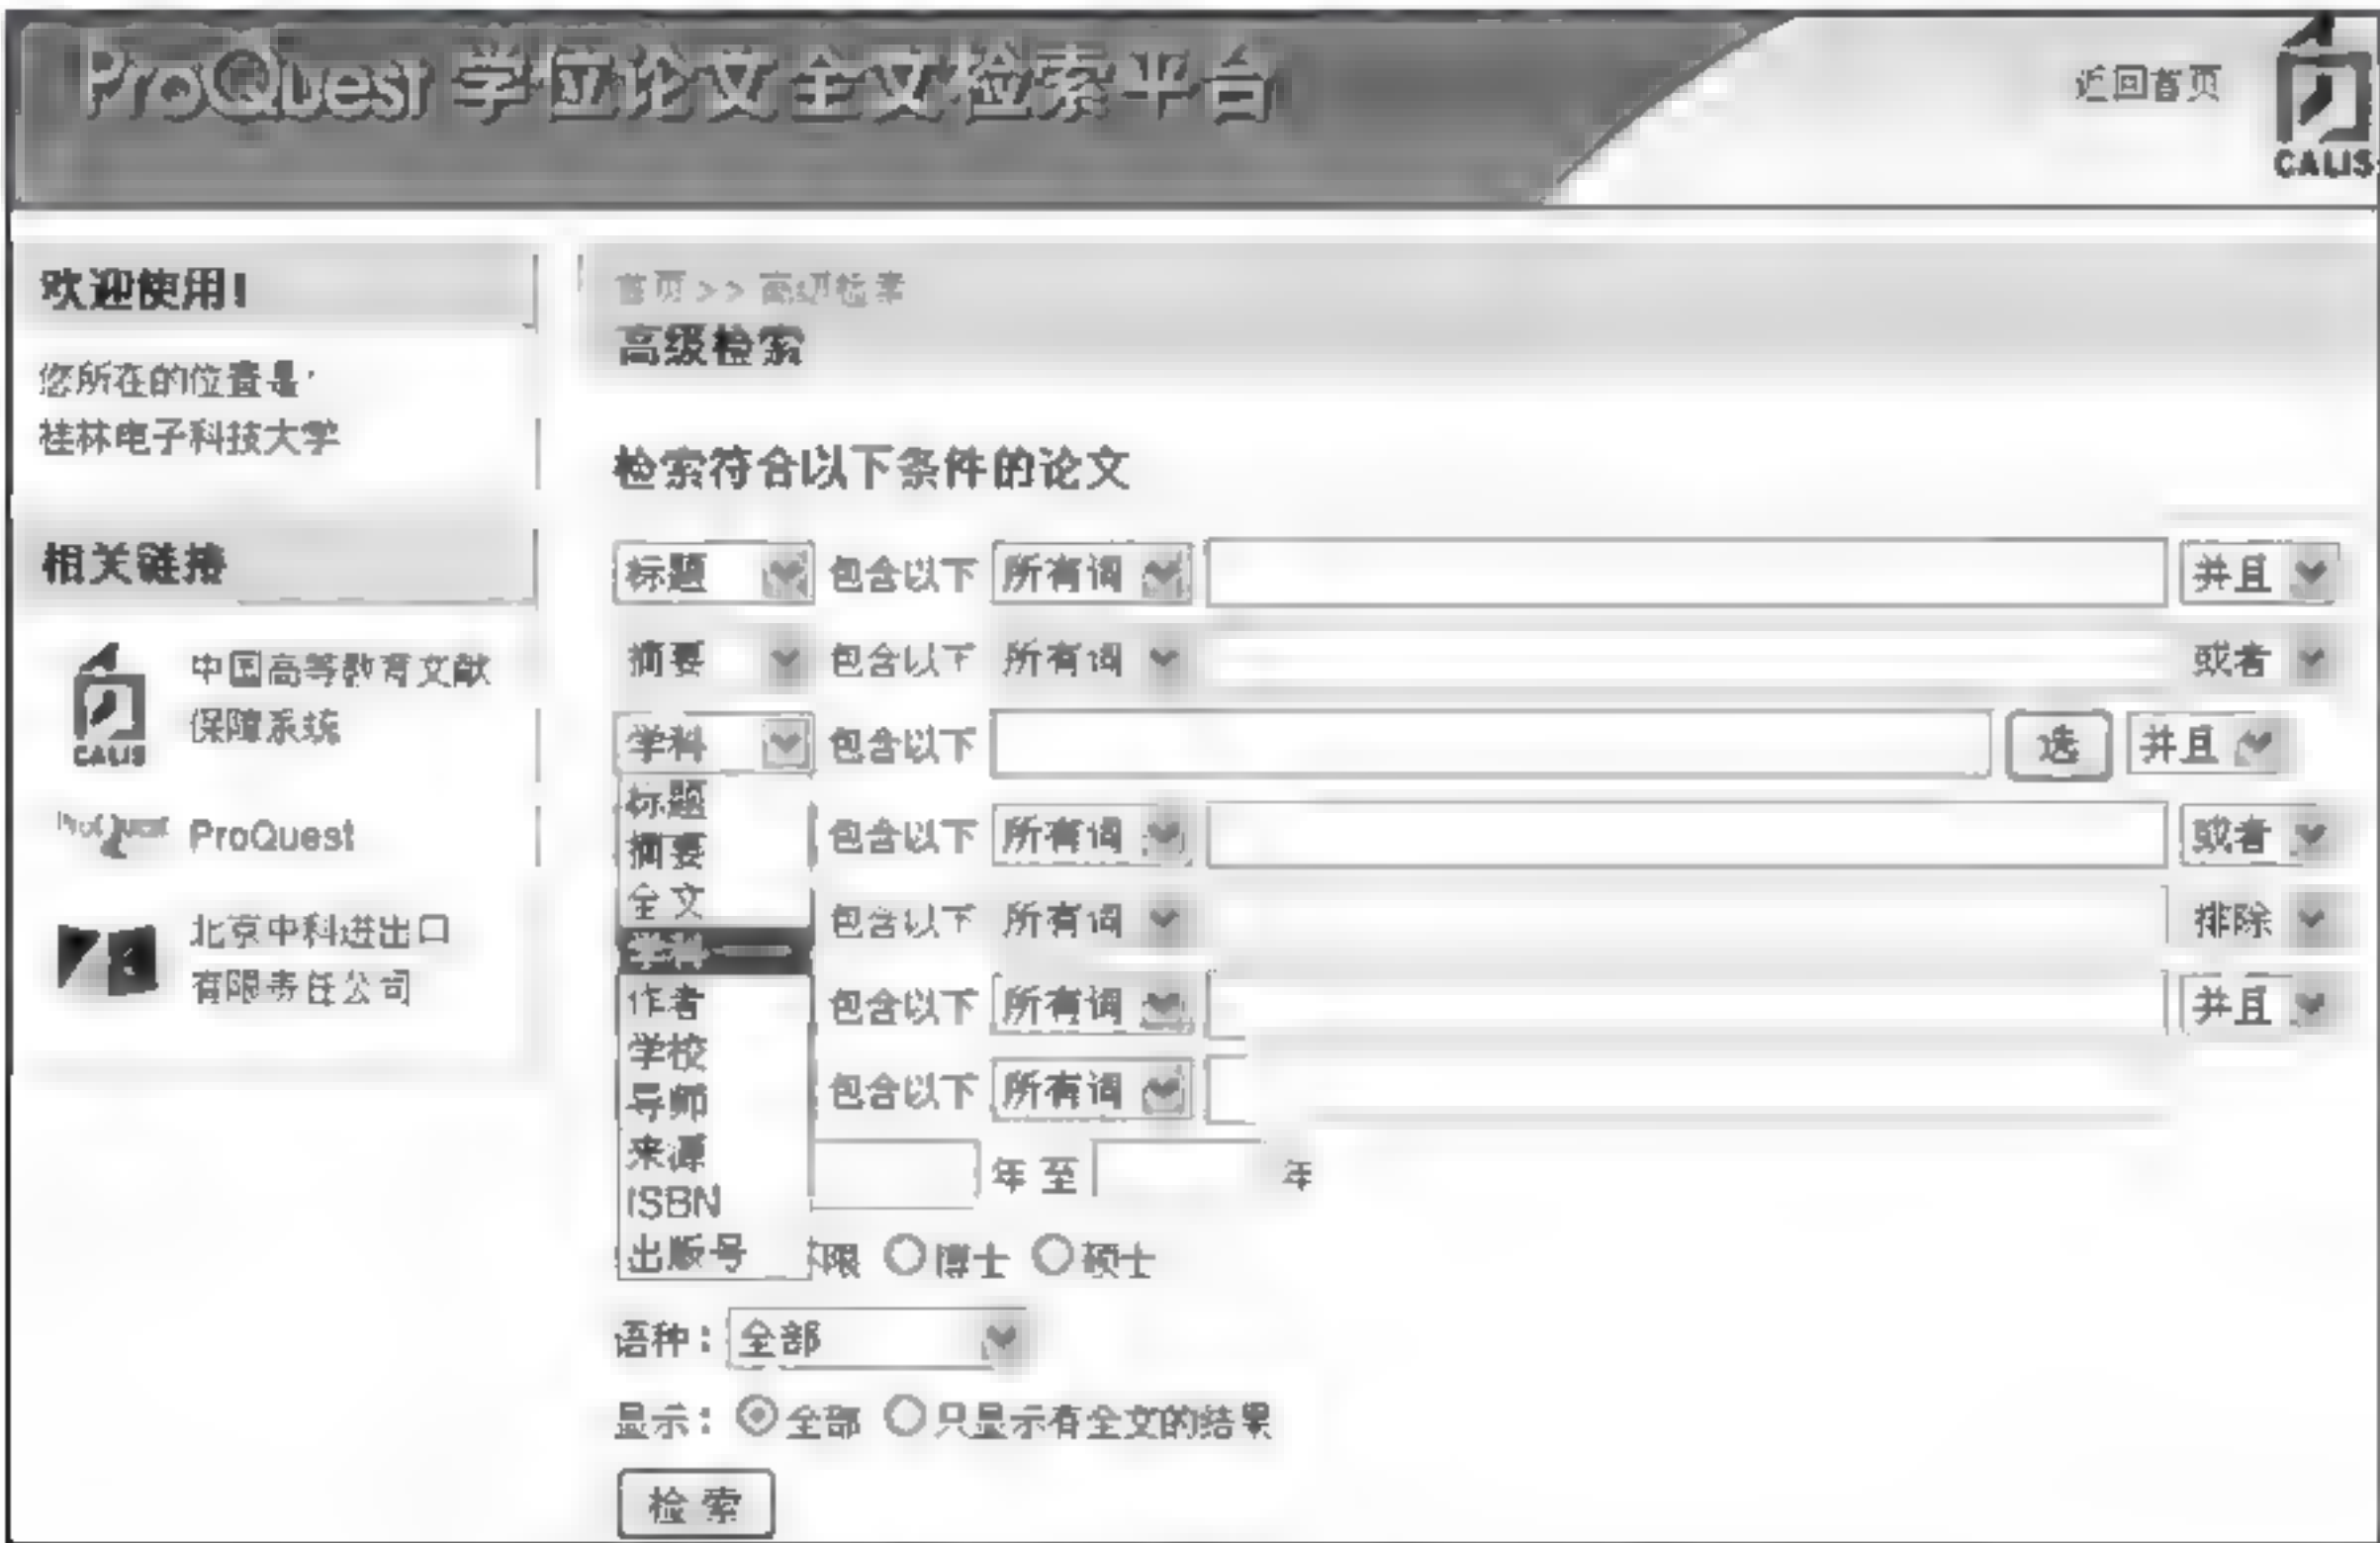 ProQuest 学位论文全文检索平台
返回首页
CALIS
欢迎使用!
您所在的位置是:
桂林电子科技大学
相关链接
中国高等教育文献
保障系统
CALIS
ProQuest ProQuest
北京中科进出口
有限责任公司
首页>>高级检索
高级检索
检索符合以下条件的论文
标题 包含以下 所有词 并且
摘要 包含以下 所有词 或者
学科 包含以下 选 并且
标题
摘要 包含以下 所有词 或者
全文
学科 包含以下 所有词 排除
作者 包含以下 所有词 并且
学校
导师 包含以下 所有词
来源 年至 年
ISBN
出版号 限 博士 硕士
语种: 全部
显示: 全部 只显示有全文的结果
检索